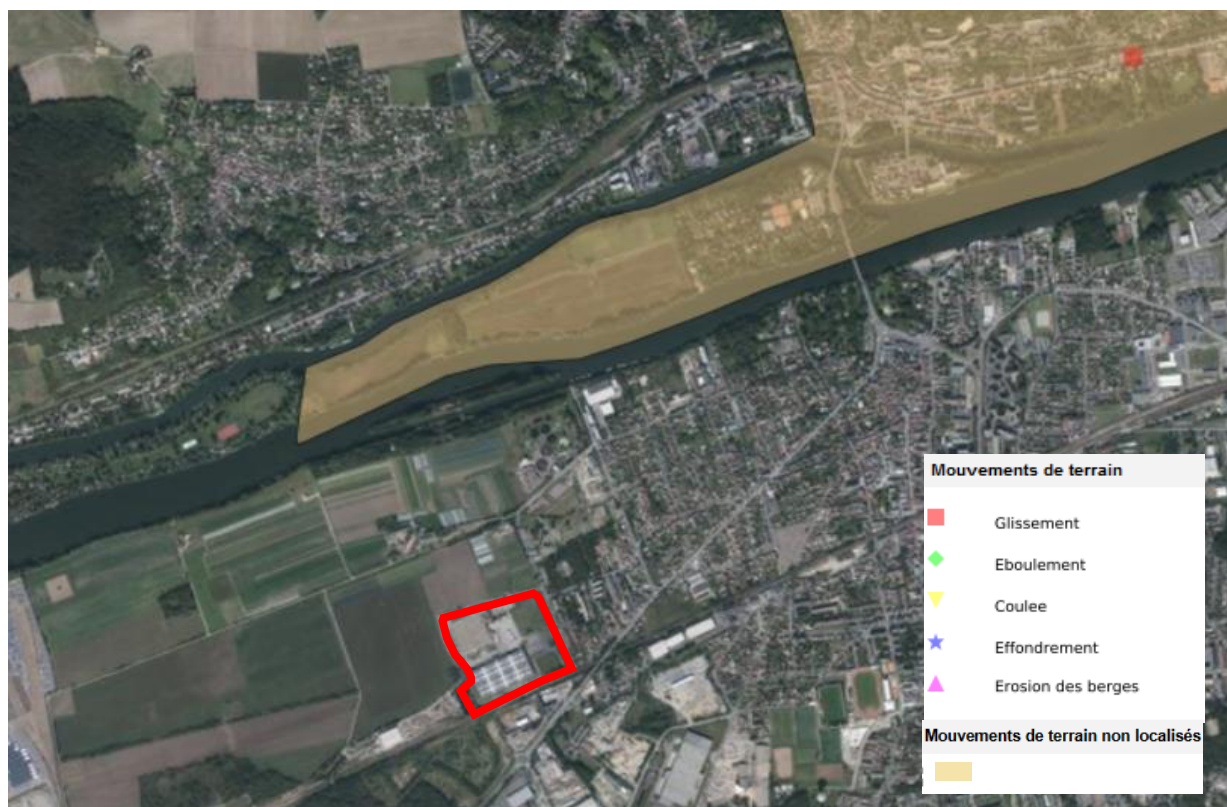 Mouvements de terrain
Glissement
Eboulement
Coulee
Effondrement
Erosion des berges
Mouvements de terrain non localisés